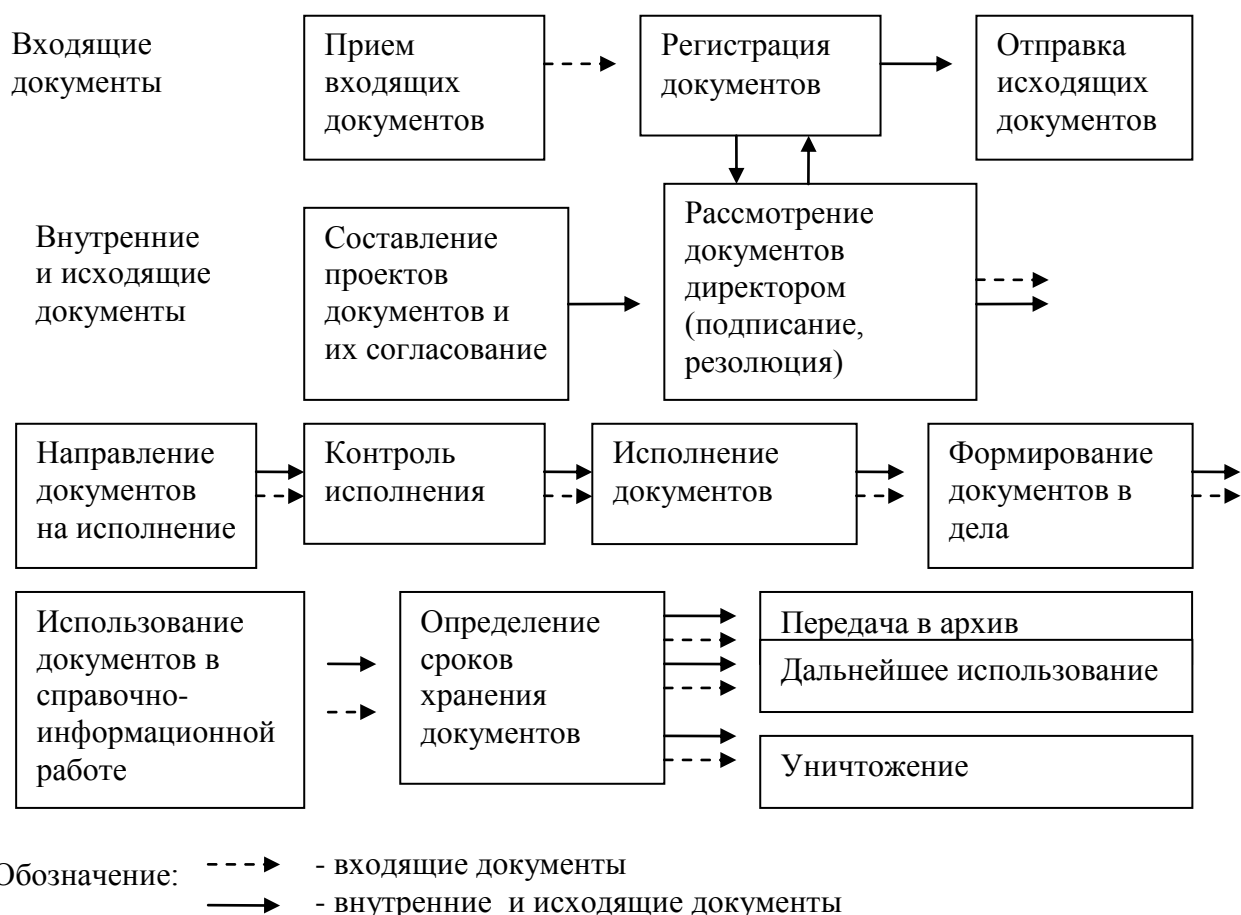 Входящие
документы
Прием
входящих
документов
Регистрация
документов
Отправка
исходящих
документов
Внутренние
и исходящие
документы
Составление
проектов
документов и
их согласование
Рассмотрение
документов
директором
(подписание,
резолюция)
Направление
документов
на исполнение
Контроль
исполнения
Исполнение
документов
Формирование
документов в
дела
Использование
документов в
справочно-
информационной
работе
Определение
сроков
хранения
документов
Передача в архив
Дальнейшее использование
Уничтожение
Обозначение:
- входящие документы
- внутренние и исходящие документы